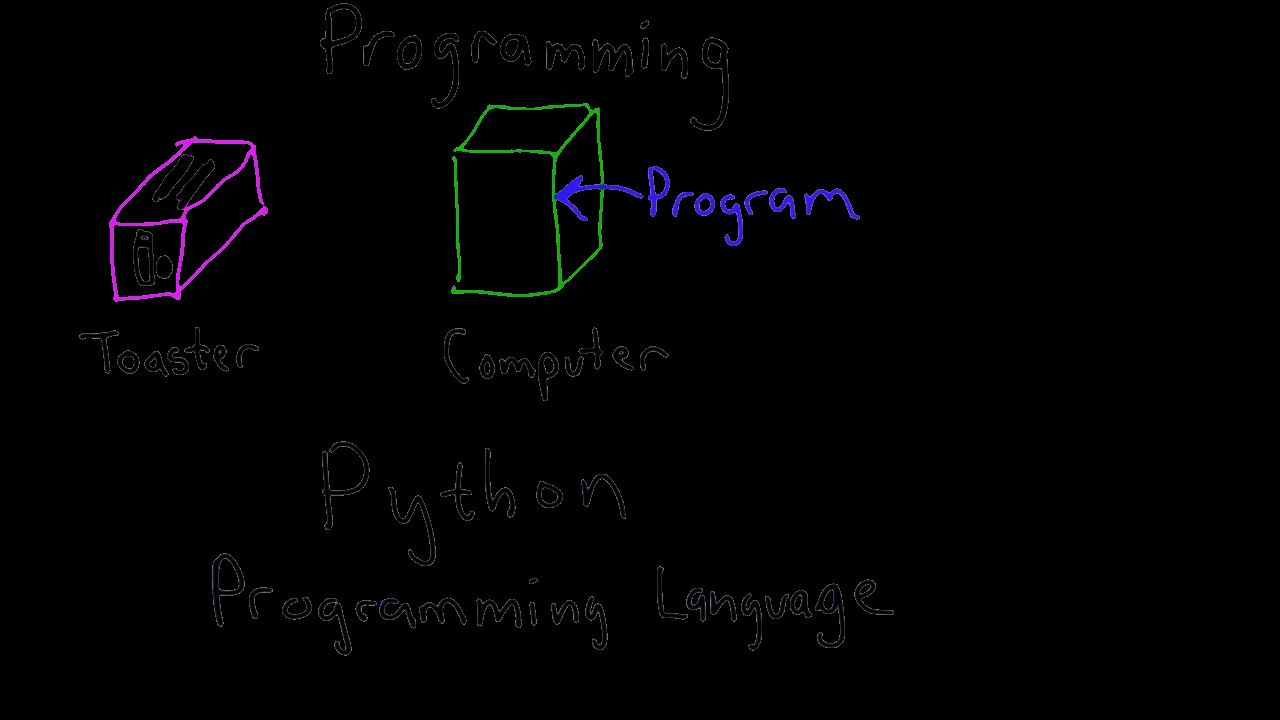 Programming
Program
Toaster
Computer
Python
Programming Language